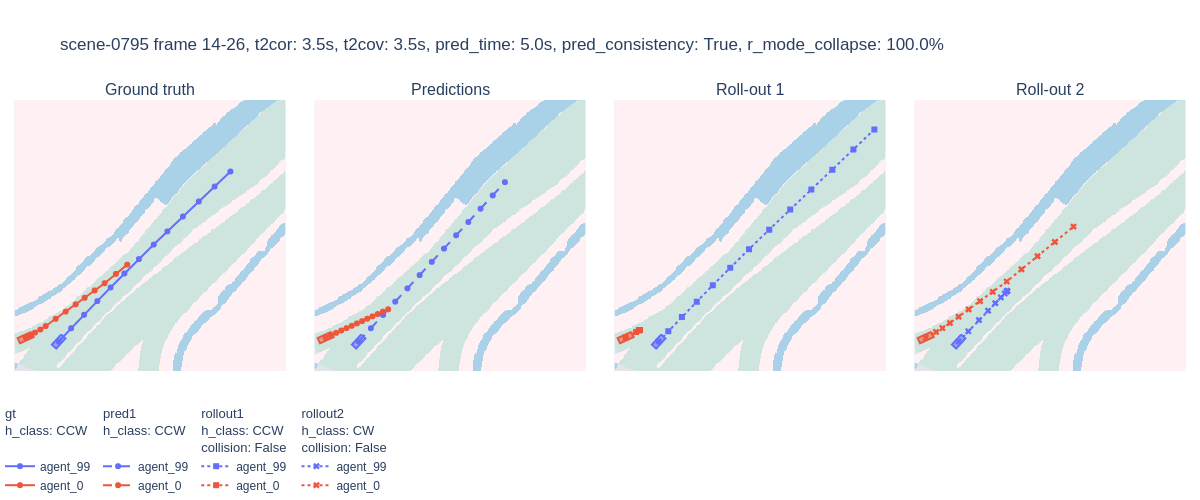 scene-0795 frame 14-26, t2cor: 3.5s, t2cov: 3.5s, pred_time: 5.0s, pred_consistency: True, r_mode_collapse: 100.0%
Ground truth
Predictions
Roll-out 1
Roll-out 2
gt
h_class: CCW
agent_99
agent_0
pred1
h_class: CCW
agent_99
agent_0
rollout1
h_class: CCW
collision: False
agent_99
agent_0
rollout2
h_class: CW
collision: False
agent_99
agent_0